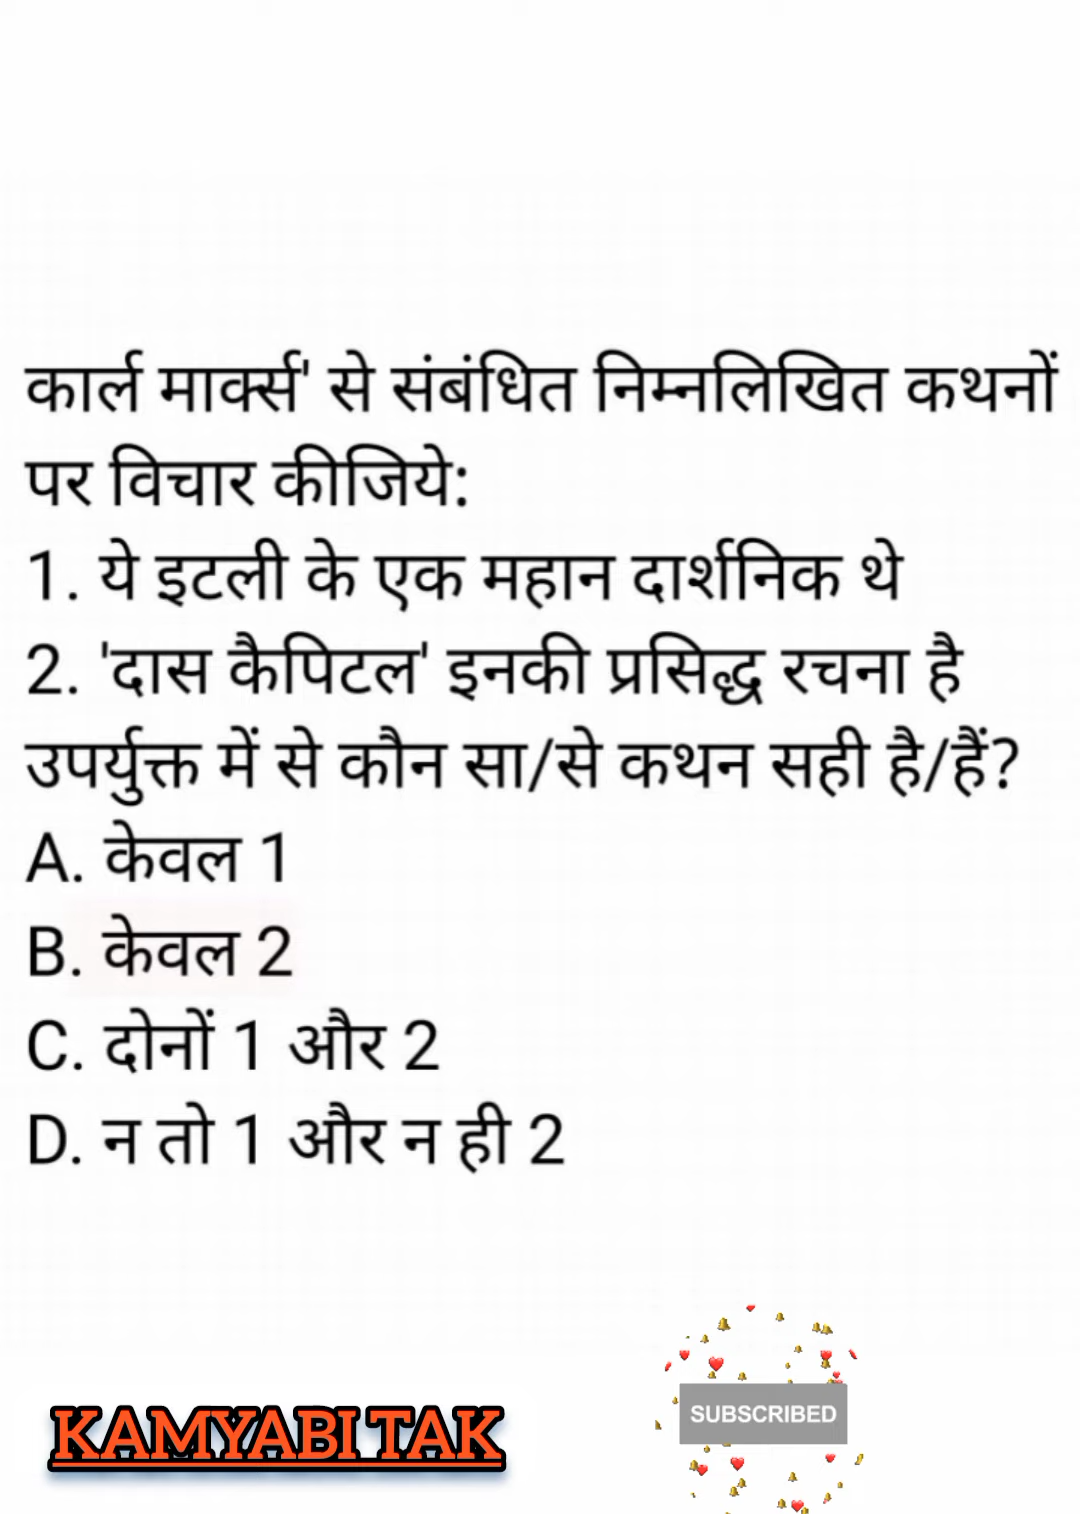 कार्ल मार्क्स' से संबंधित निम्नलिखित कथनों
पर विचार कीजिये:
1. ये इटली के एक महान दार्शनिक थे
2. 'दास कैपिटल' इनकी प्रसिद्ध रचना है
उपर्युक्त में से कौन सा/से कथन सही है/हैं?
A. केवल 1
B. केवल 2
C. दोनों 1 और 2
D. न तो 1 और न ही 2
KAMYABI TAK
SUBSCRIBED